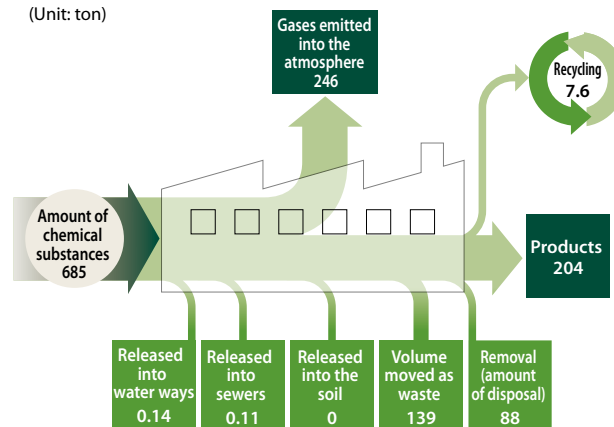 (Unit: ton)
Gases emitted
into the
atmosphere
246
Recycling
7.6
Amount of
chemical
substances
685
Products
204
Released
into
water ways
0.14
Released
into
sewers
0.11
Released
into the
soil
0
Volume
moved as
waste
139
Removal
(amount
of disposal)
88